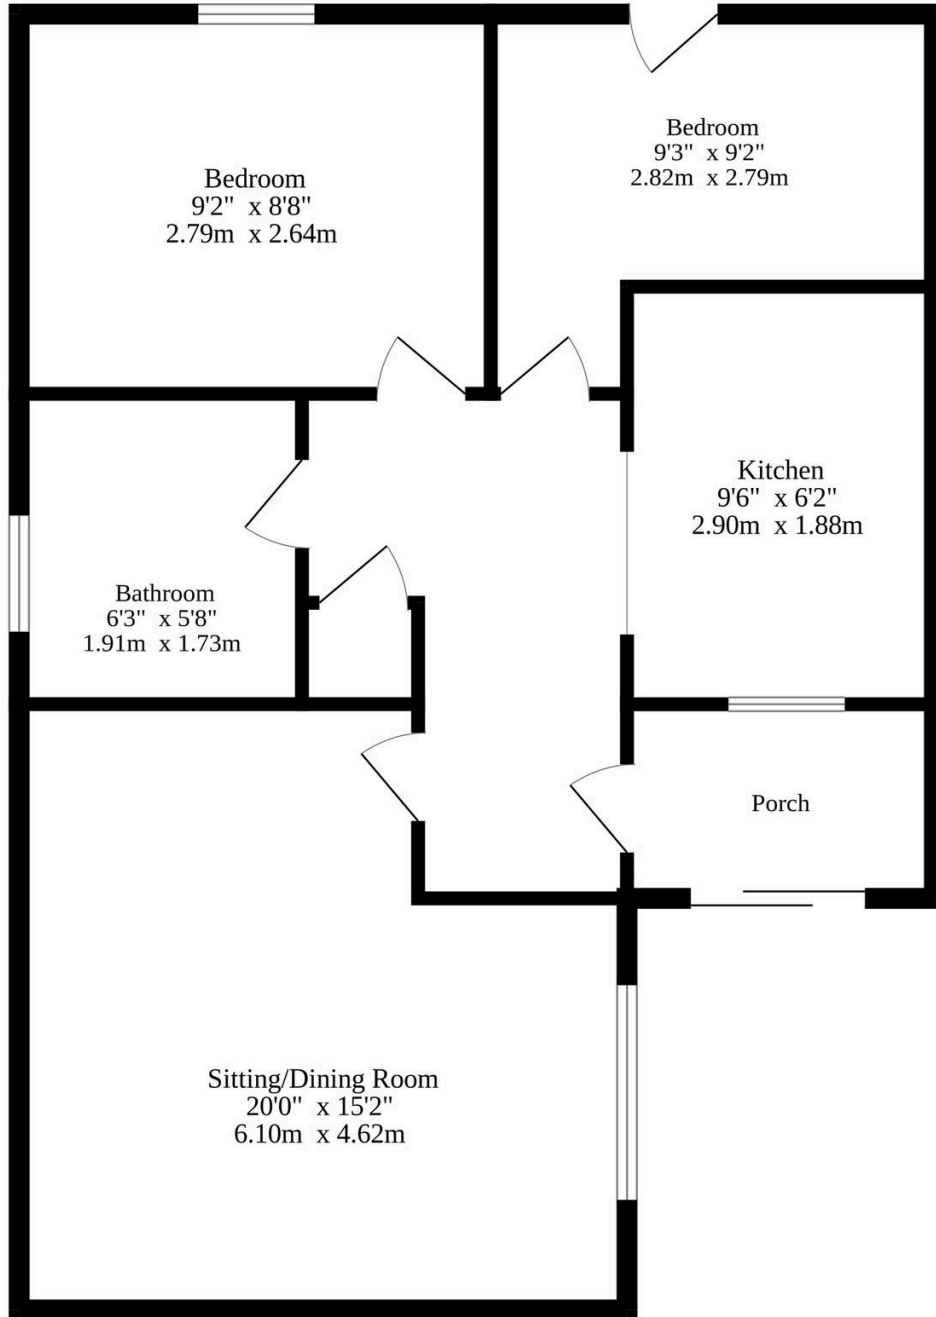 Bedroom
9'2" x 8'8"
2.79m x 2.64m
Bedroom
9'3" x 9'2"
2.82m x 2.79m
Kitchen
9'6" x 6'2"
2.90m x 1.88m
Bathroom
6'3" x 5'8"
1.91m x 1.73m
Porch
Sitting/Dining Room
20'0" x 15'2"
6.10m x 4.62m